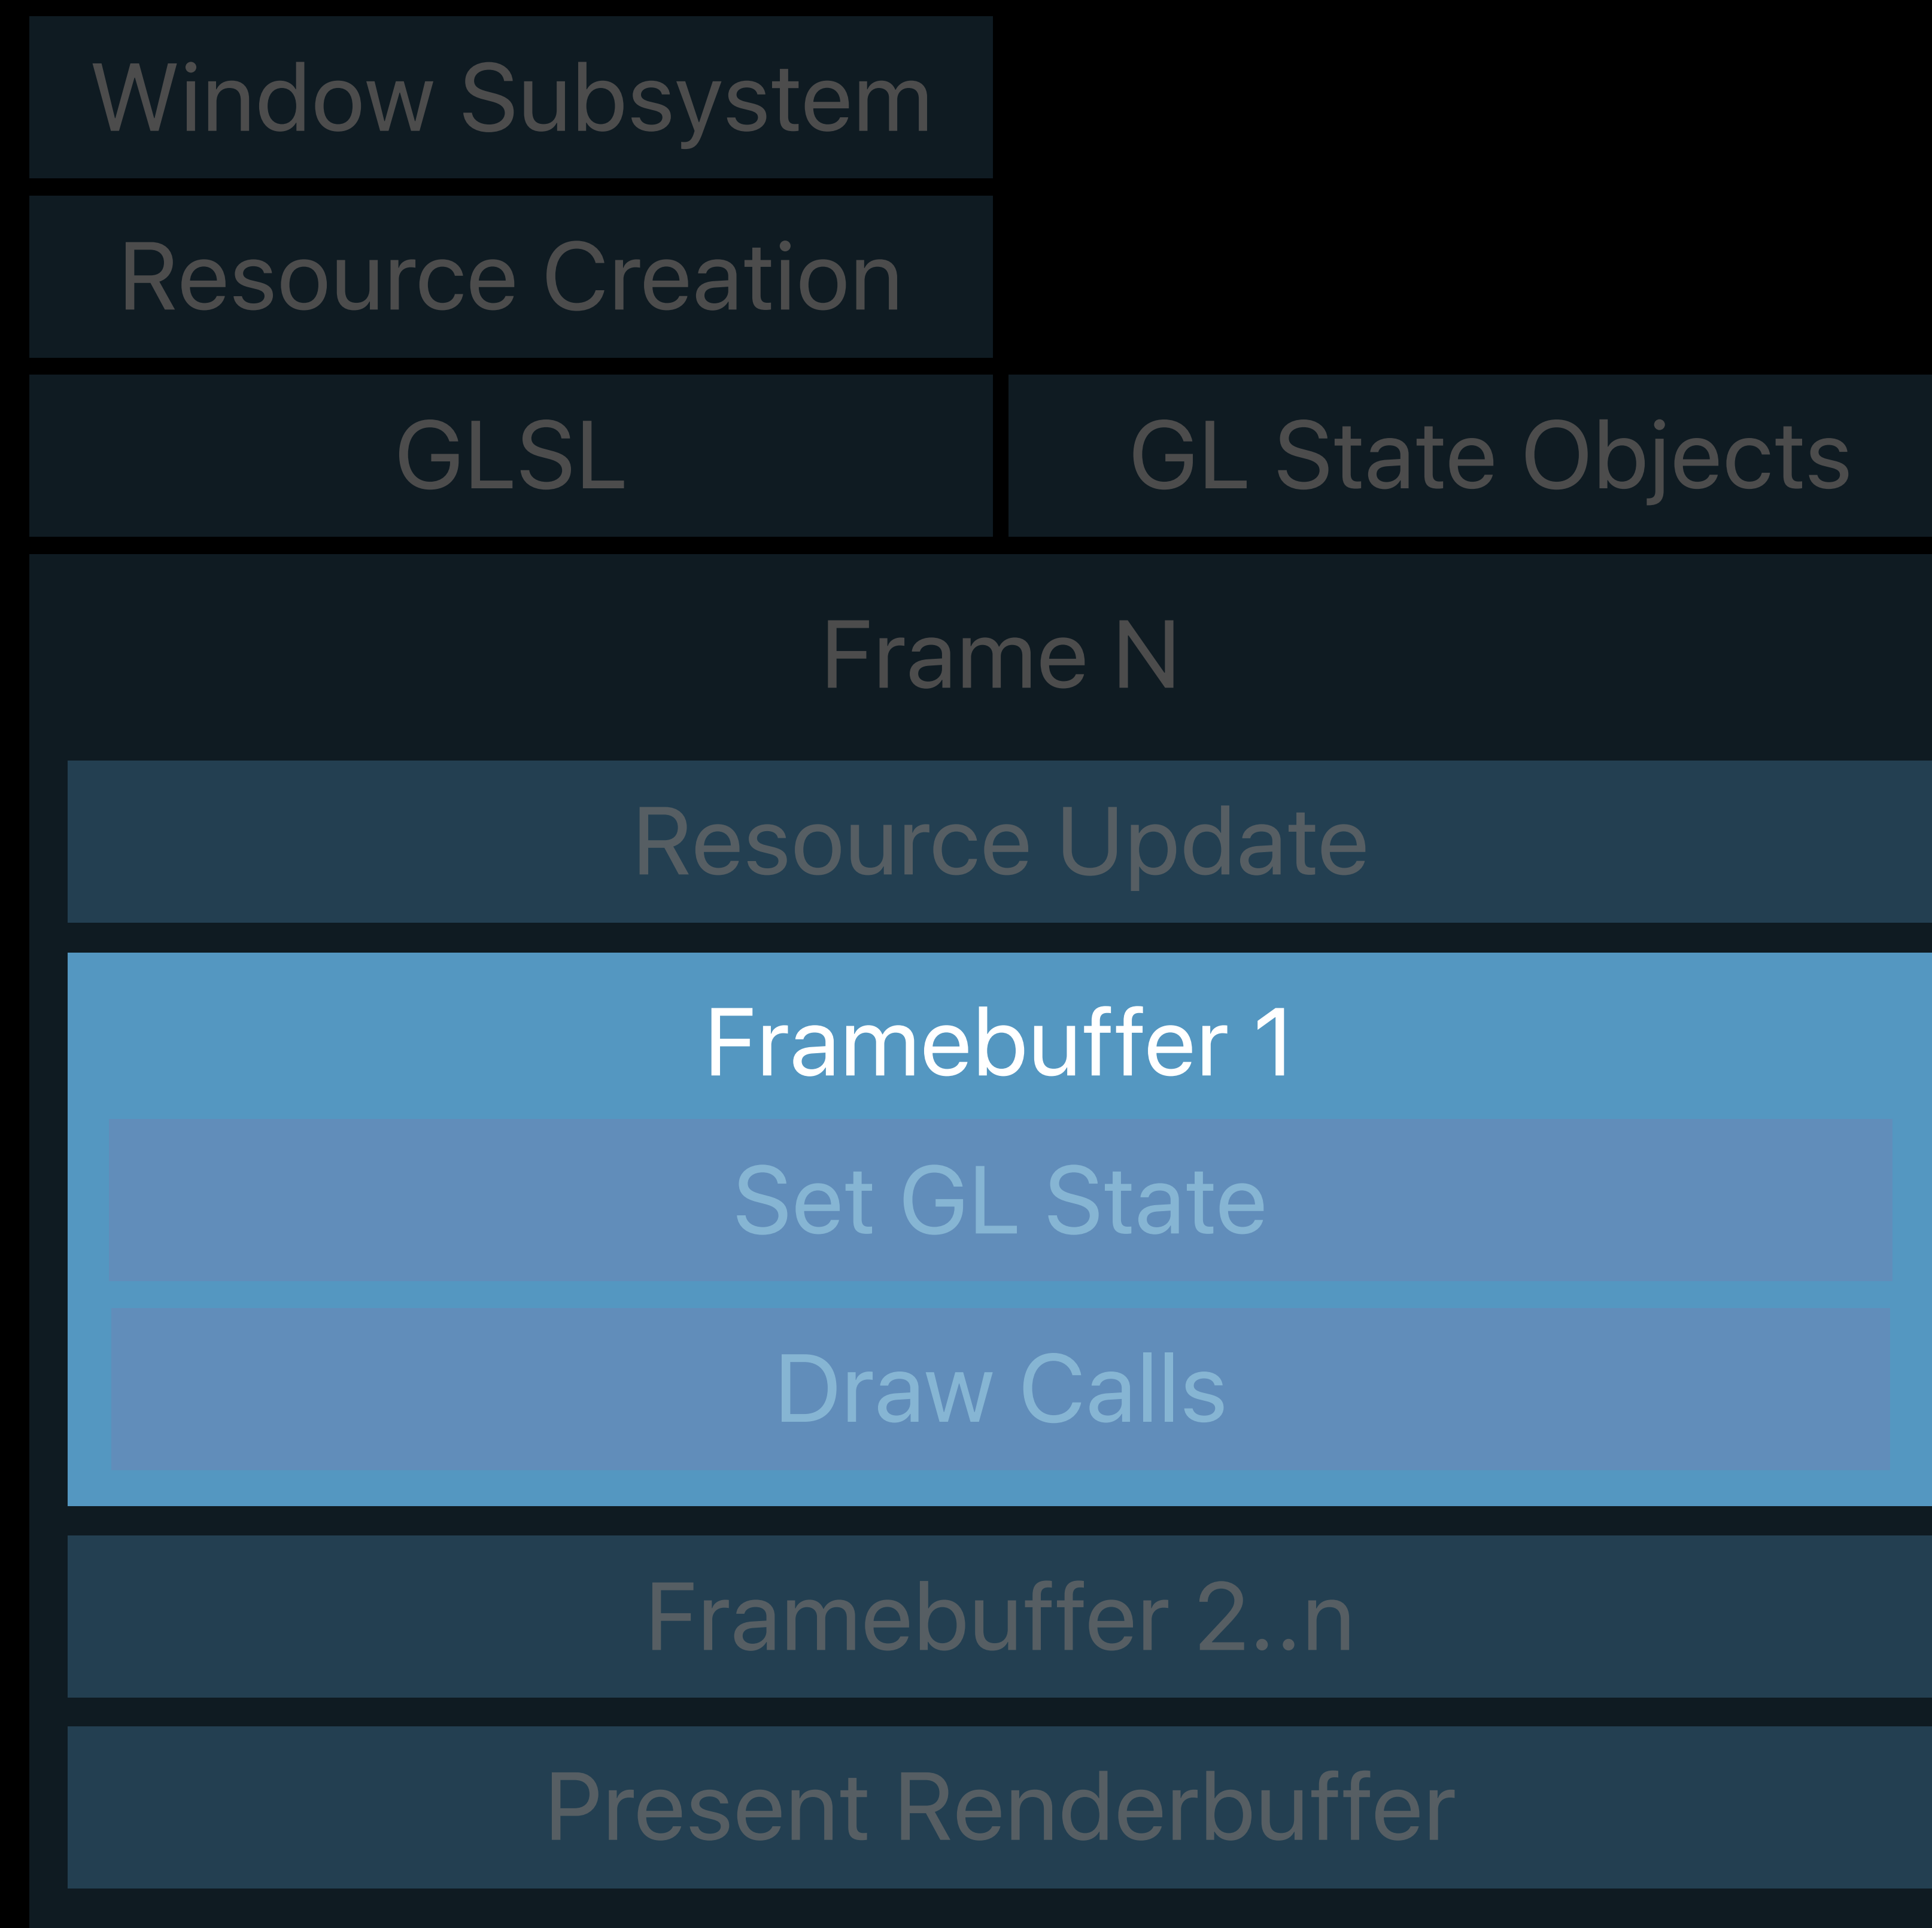 Window Subsystem
Resource Creation
GLSL
GL State Objects
Frame N
Resource Update
Framebuffer 1
Set GL State
Draw Calls
Framebuffer 2..n
Present Renderbuffer